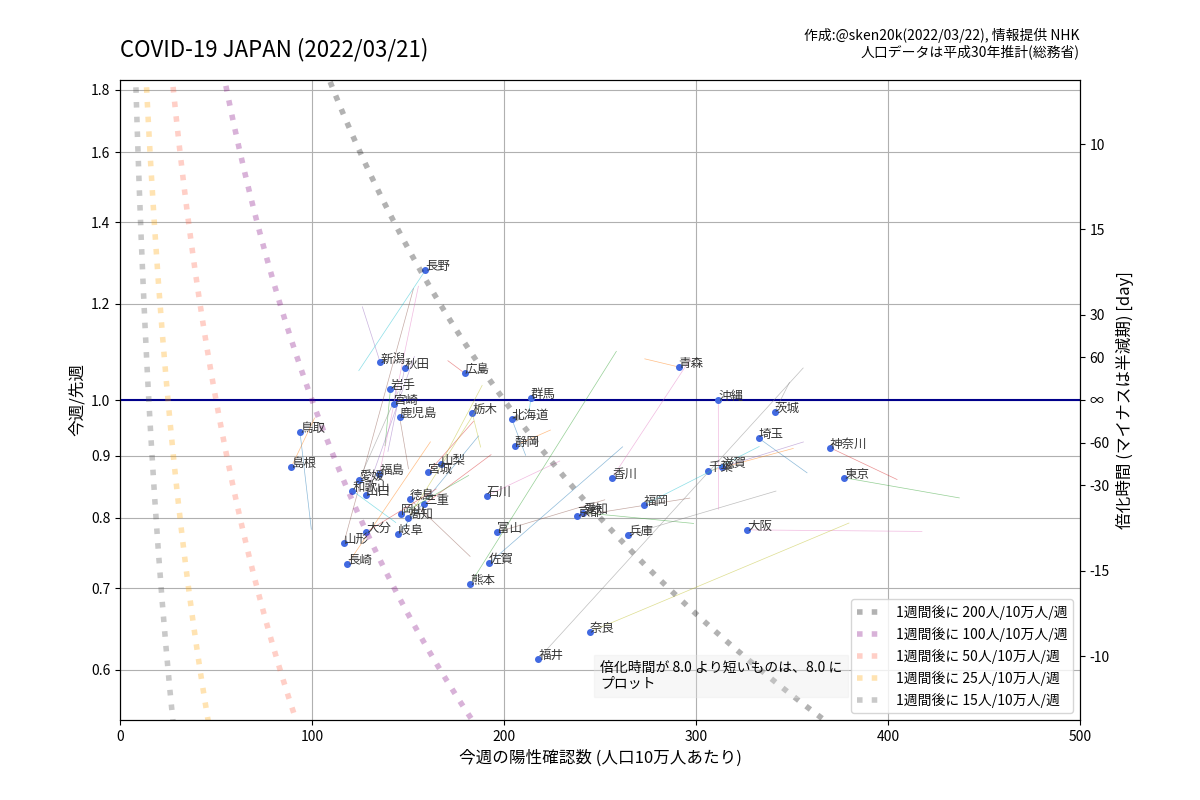 COVID-19 JAPAN (2022/03/21)
作成:@sken20k(2022/03/22), 情報提供 NHK
人口データは平成30年推計(総務省)
1.8
1.6
1.4
1.2
1.0
0.9
0.8
0.7
0.6
今週/先週
10
15
30
60
∞
-60
-30
-15
-10
倍化時間 (マイナスは半減期) [day]
長野
新潟
秋田
広島
青森
岩手
宮崎
群馬
沖縄
鹿児島
栃木
北海道
茨城
鳥取
静岡
埼玉
神奈川
島根
山梨
宮城
福島
愛媛
千葉
滋賀
香川
東京
和歌山
山口
徳島
三重
石川
岡山
高知
愛知
京都
福岡
大分
岐阜
富山
兵庫
大阪
山形
長崎
佐賀
熊本
奈良
福井
倍化時間が 8.0 より短いものは、8.0 に
プロット
1週間後に 200人/10万人/週
1週間後に 100人/10万人/週
1週間後に 50人/10万人/週
1週間後に 25人/10万人/週
1週間後に 15人/10万人/週
0
100
200
300
400
500
今週の陽性確認数 (人口10万人あたり)